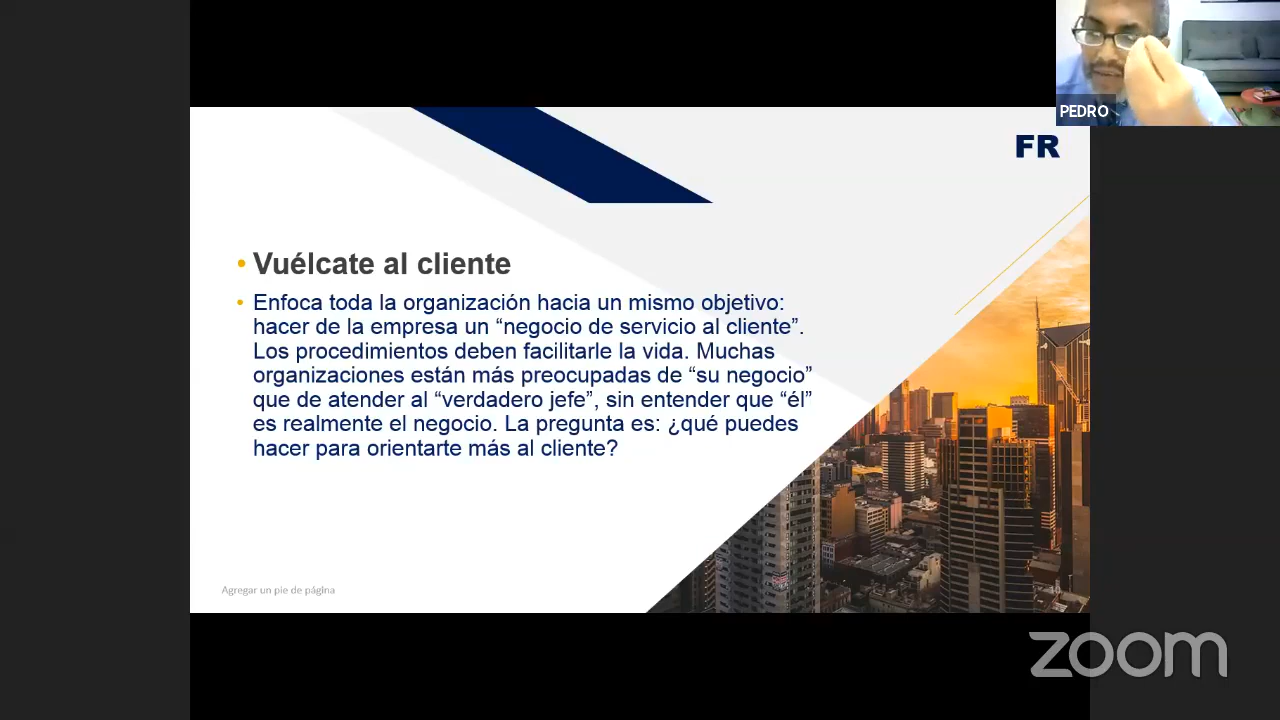 PEDRO
FR
• Vuélcate al cliente
• Enfoca toda la organización hacia un mismo objetivo:
hacer de la empresa un “negocio de servicio al cliente”.
Los procedimientos deben facilitarle la vida. Muchas
organizaciones están más preocupadas de “su negocio”
que de atender al “verdadero jefe”, sin entender que “él”
es realmente el negocio. La pregunta es: ¿qué puedes
hacer para orientarte más al cliente?
Agregar un pie de página
zoom